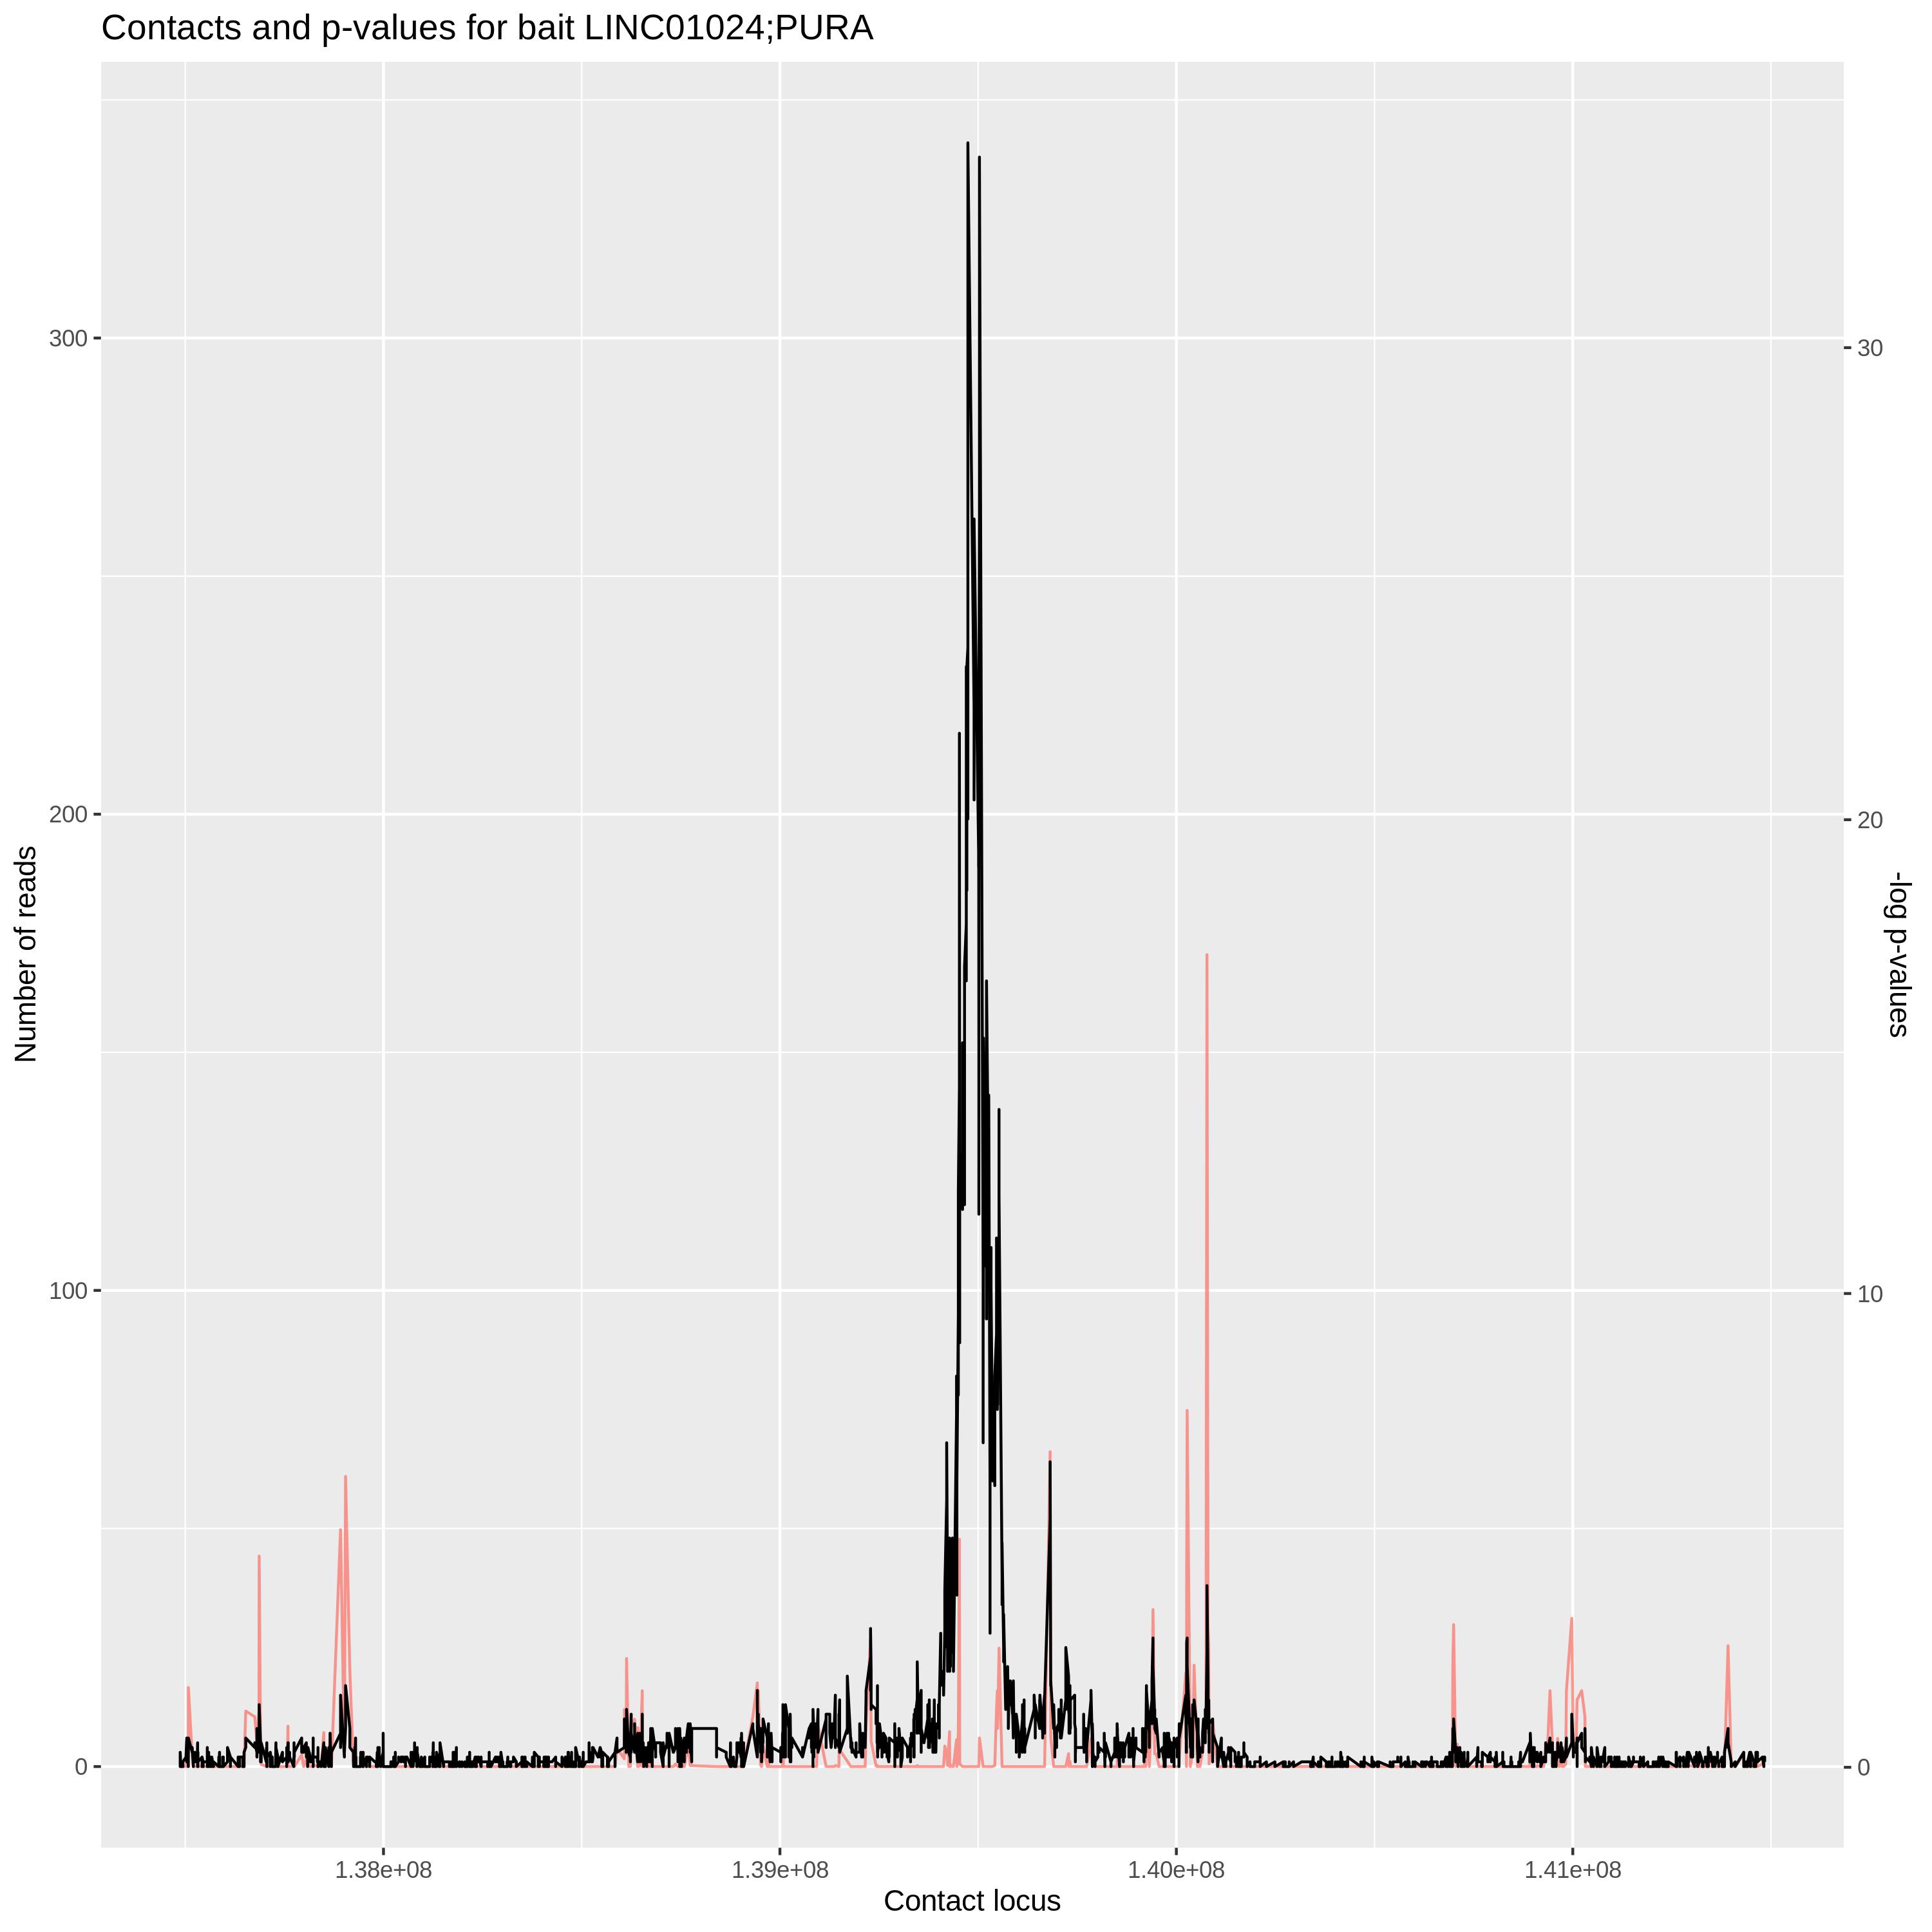 Contacts and p-values for bait LINC01024;PURA
300
200
100
0
Number of reads
30
20
10
0
-log p-values
1.38e+08
1.39e+08
1.40e+08
1.41e+08
Contact locus